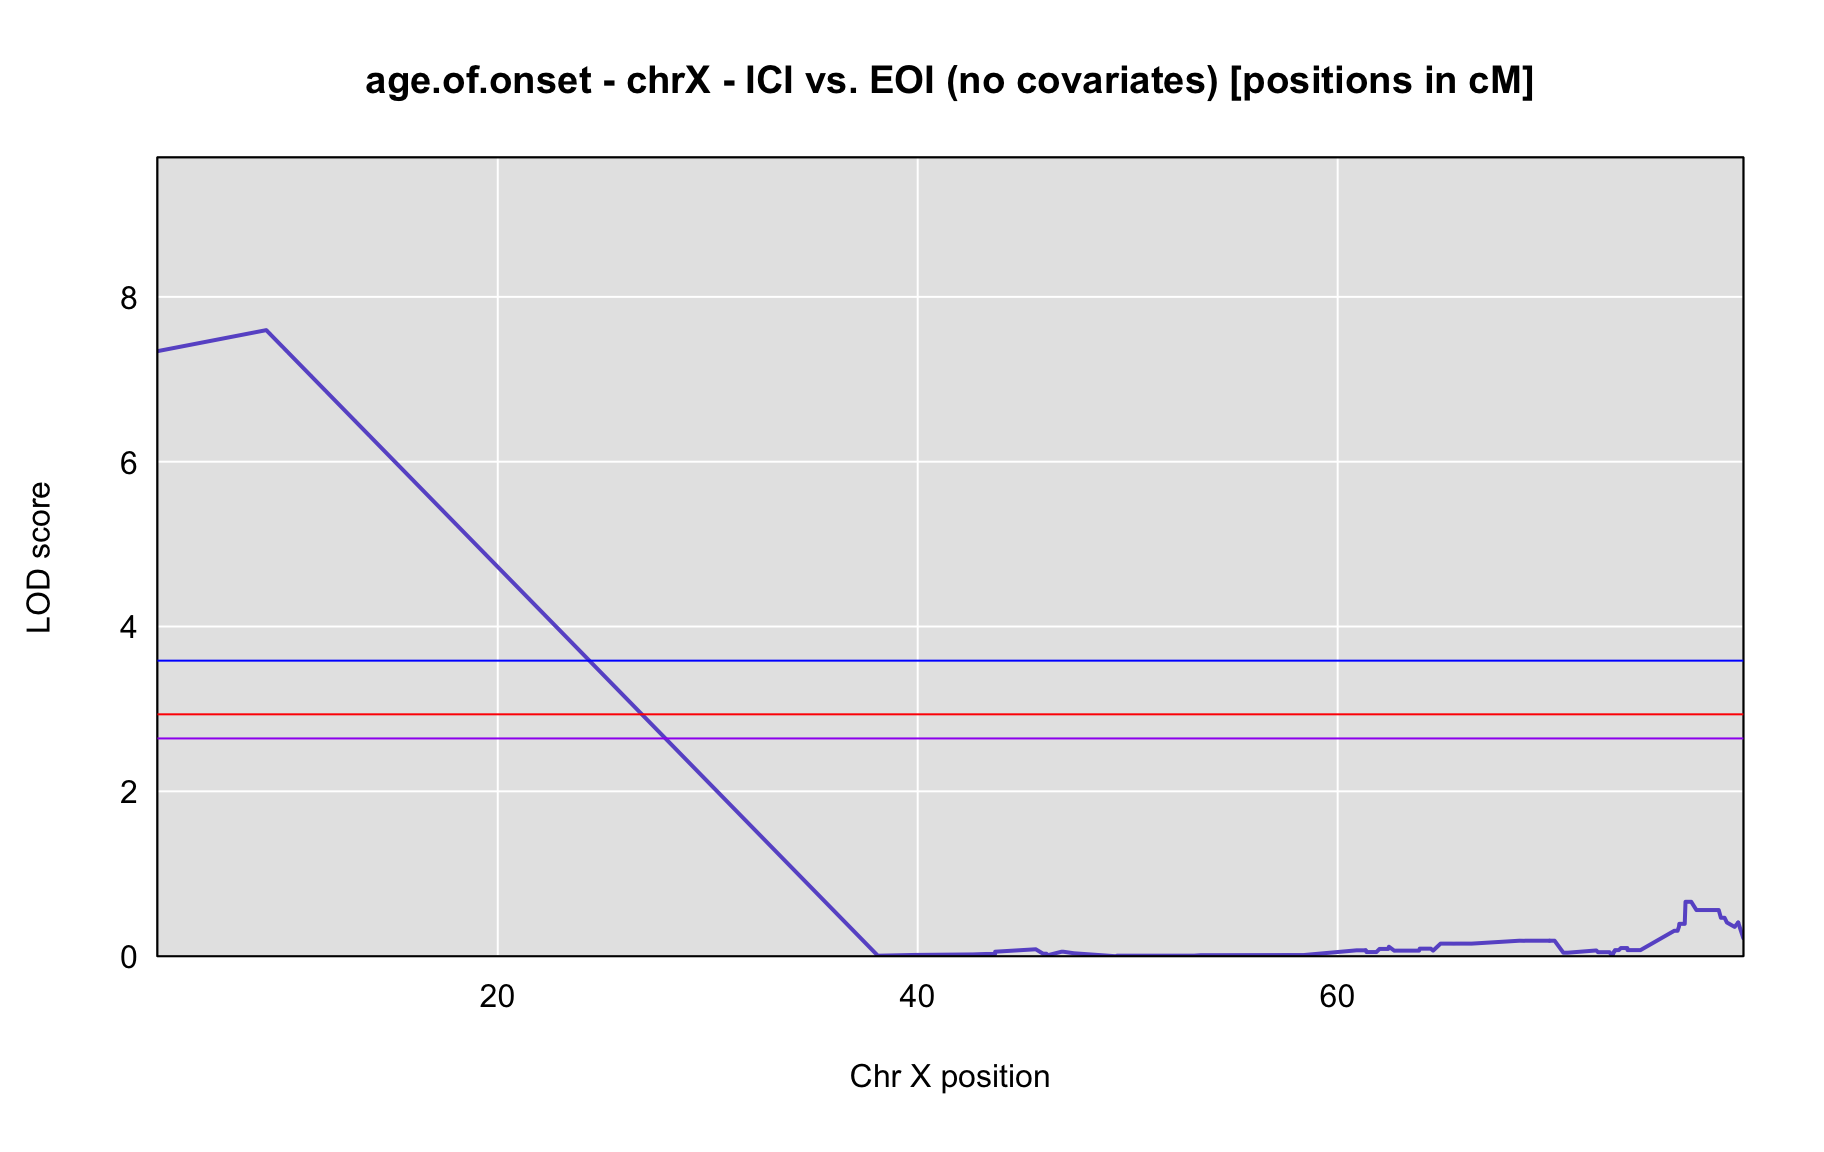 age.of.onset - chrX - ICI vs. EOI (no covariates) [positions in cM]
8
6
4
2
0
LOD score
20 40 60
Chr X position